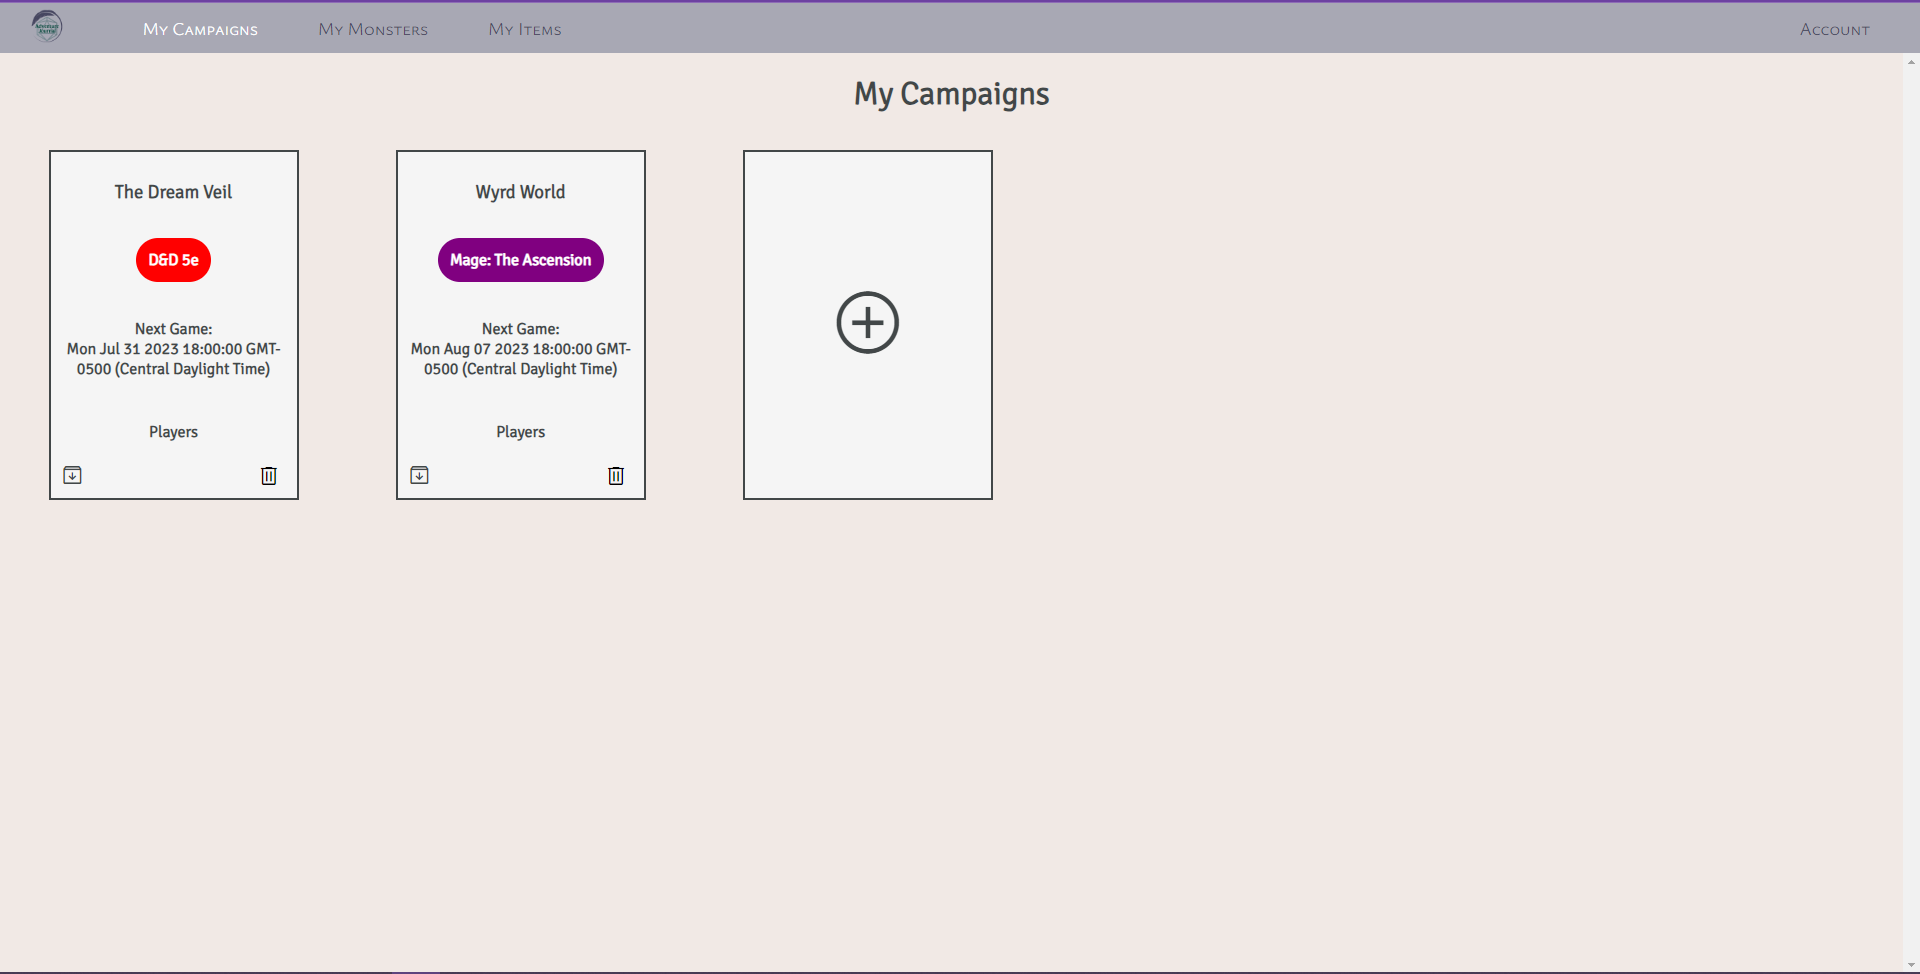 My Campaigns
My Monsters
My Items
Account
My Campaigns
The Dream Veil
D&D 5e
Next Game:
Mon Jul 31 2023 18:00:00 GMT-
0500 (Central Daylight Time)
Players
Wyrd World
Mage: The Ascension
Next Game:
Mon Aug 07 2023 18:00:00 GMT-
0500 (Central Daylight Time)
Players